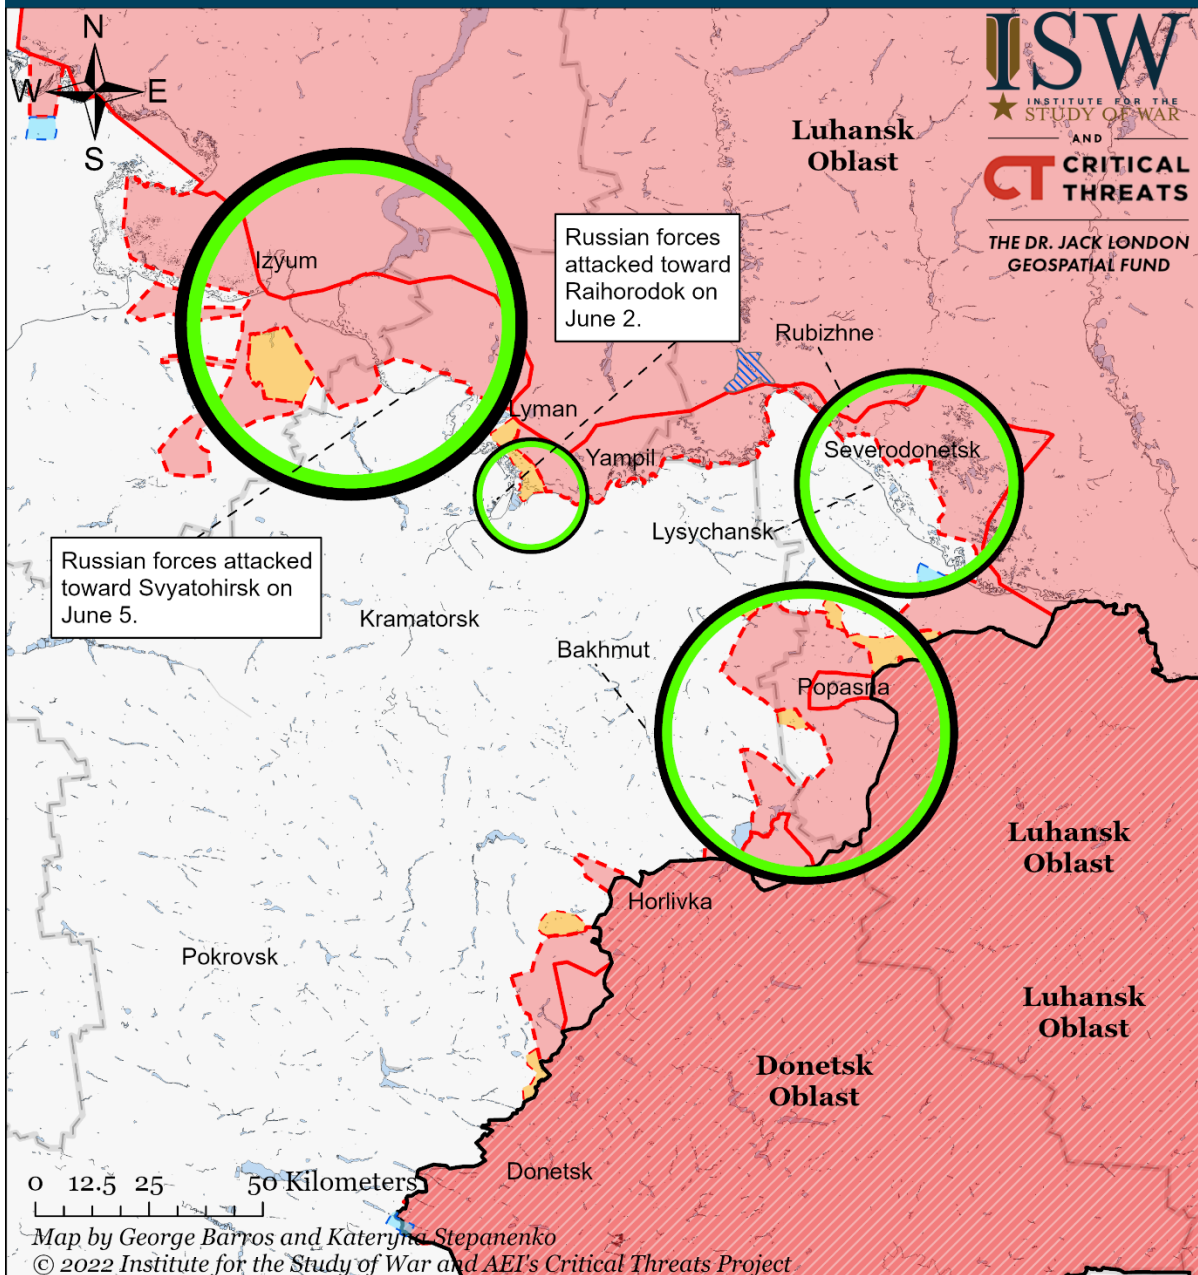 N
W E
S
ISW
INSTITUTE FOR THE
STUDY OF WAR
AND
CT CRITICAL
THREATS
THE DR. JACK LONDON
GEOSPATIAL FUND
Luhansk
Oblast
Izyum
Russian forces
attacked toward
Raihorodok on
June 2.
Rubizhne
Lyman
Yampil
Severodonetsk
Lysychansk
Russian forces attacked
toward Svyatohirsk on
June 5.
Kramatorsk
Bakhmut
Popasna
Luhansk
Oblast
Horlivka
Pokrovsk
Luhansk
Oblast
Donetsk
Oblast
Donetsk
0 12.5 25 50 Kilometers
Map by George Barros and Kateryna Stepanenko
© 2022 Institute for the Study of War and AEI's Critical Threats Project